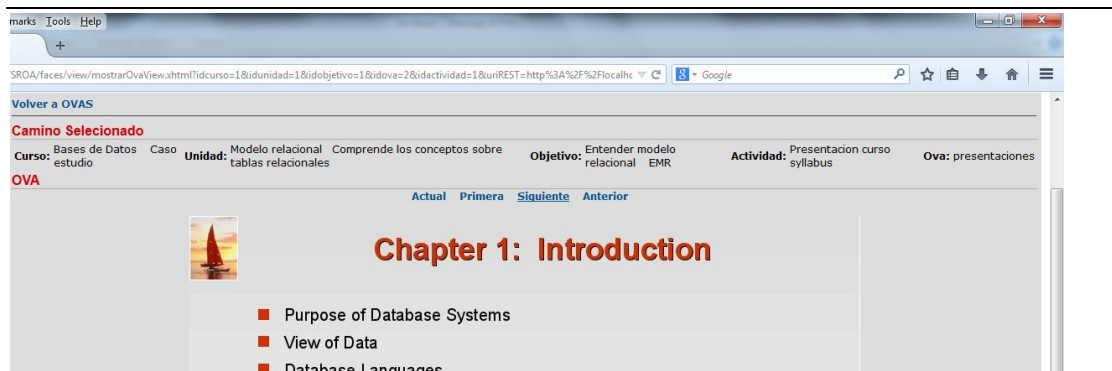 marks Tools Help
+
/SROA/faces/view/mostrarOvaView.xhtml?idcurso=1&idunidad=1&idobjetivo=1&idova=2&idactividad=1&uriREST=http%3A%2F%2Flocalhc
8 Google
Volver a OVAS
Camino Seleccionado
Curso: Bases de Datos Caso estudio Unidad: Modelo relacional Comprende los conceptos sobre tablas relacionales Objetivo: Entender modelo relacional EMR Actividad: Presentacion curso syllabus Ova: presentaciones
OVA
Actual Primera Siguiente Anterior
Chapter 1: Introduction
Purpose of Database Systems
View of Data
Database Languages